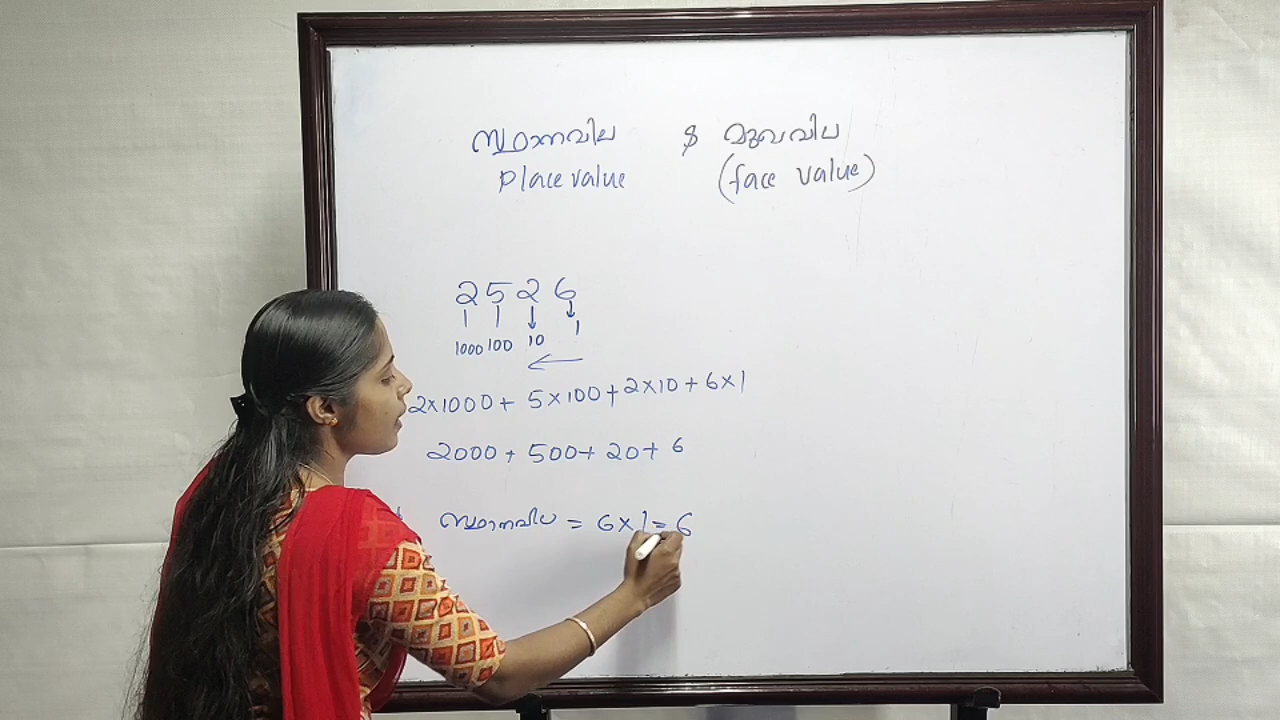 സ്ഥാനവില & മുഖവില
Place value (face value)
2 5 2 6
1000 100 10 1
2×1000 + 5×100 + 2×10 + 6×1
2000 + 500 + 20 + 6
സ്ഥാനവില = 6×1 = 6